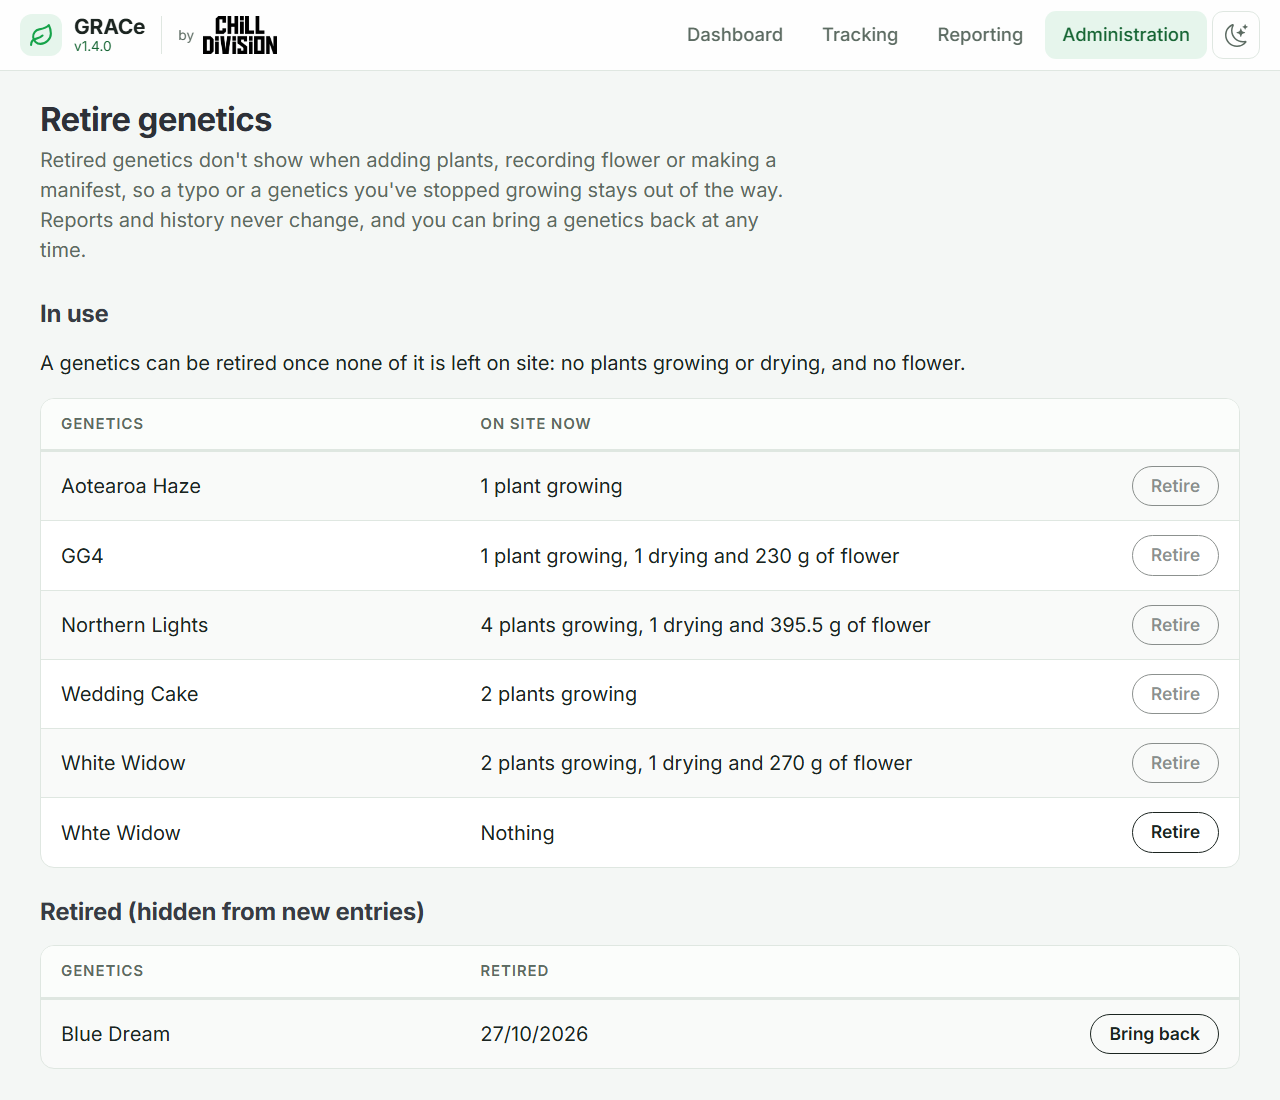 GRACe
v1.4.0
by
CHILL
DIVISION
Dashboard
Tracking
Reporting
Administration
Retire genetics
Retired genetics don't show when adding plants, recording flower or making a
manifest, so a typo or a genetics you've stopped growing stays out of the way.
Reports and history never change, and you can bring a genetics back at any
time.
In use
A genetics can be retired once none of it is left on site: no plants growing or drying, and no flower.
GENETICS
ON SITE NOW
Aotearoa Haze
1 plant growing
Retire
GG4
1 plant growing, 1 drying and 230 g of flower
Retire
Northern Lights
4 plants growing, 1 drying and 395.5 g of flower
Retire
Wedding Cake
2 plants growing
Retire
White Widow
2 plants growing, 1 drying and 270 g of flower
Retire
Whte Widow
Nothing
Retire
Retired (hidden from new entries)
GENETICS
RETIRED
Blue Dream
27/10/2026
Bring back